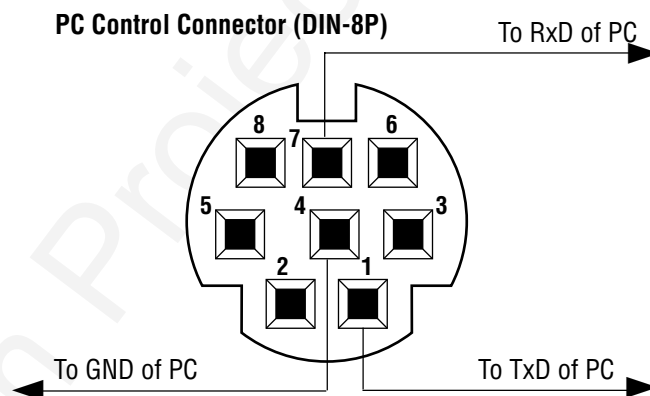 PC Control Connector (DIN-8P)
To RxD of PC
8 7 6
5 4 3
2 1
To GND of PC
To TxD of PC